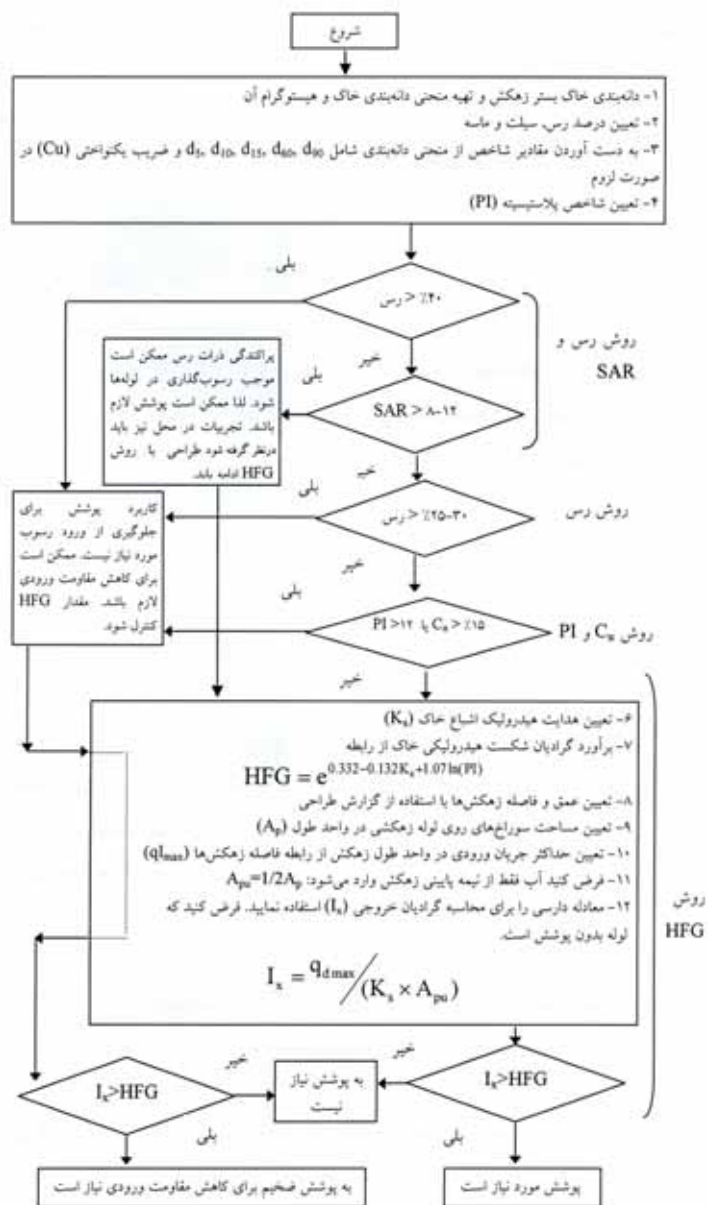 شروع
۱- دانه‌بندی خاک بستر زهکش و تهیه منحنی دانه‌بندی خاک و هیستوگرام آن
۲- تعیین درصد رس، سیلت و ماسه
۳- به دست آوردن مقادیر شاخص از منحنی دانه‌بندی شامل d₅, d₁₀, d₁₅, d₆₀, d₉₀ و ضریب یکنواختی (Cu) در
صورت لزوم
۴- تعیین شاخص پلاستیسیته (PI)
بلی
رس > ٪۴۰
خیر
روش رس و
SAR
پراکندگی ذرات رس ممکن است
موجب رسوب‌گذاری در لوله‌ها
شود. لذا ممکن است پوشش لازم
باشد. تجربیات در محل نیز باید
درنظر گرفته شود طراحی با روش
HFG ادامه یابد.
بلی
SAR > ۸-۱۲
خیر
بلی
رس > ٪۲۵-۳۰
روش رس
کاربرد پوشش برای
جلوگیری از ورود رسوب
مورد نیاز نیست. ممکن است
برای کاهش مقاومت ورودی
لازم باشد. مقدار HFG
کنترل شود.
خیر
بلی
PI >۱۲ یا Cᵤ > ٪۱۵
روش Cᵤ و PI
خیر
۶- تعیین هدایت هیدرولیک اشباع خاک (Kₛ)
۷- برآورد گرادیان شکست هیدرولیکی خاک از رابطه
HFG = e^0.332-0.132Kₛ+1.07ln(PI)
۸- تعیین عمق و فاصله زهکش‌ها با استفاده از گزارش طراحی
۹- تعیین مساحت سوراخ‌های روی لوله زهکشی در واحد طول (Aₚ)
۱۰- تعیین حداکثر جریان ورودی در واحد طول زهکش از رابطه فاصله زهکش‌ها (qlₘₐₓ)
۱۱- فرض کنید آب فقط از نیمه پایینی زهکش وارد می‌شود: Aₚᵤ=1/2Aₚ
۱۲- معادله دارسی را برای محاسبه گرادیان خروجی (Iₓ) استفاده نمایید. فرض کنید که
لوله بدون پوشش است.
Iₓ = q_dmax/(Kₛ × Aₚᵤ)
روش
HFG
خیر
Iₓ>HFG
به پوشش نیاز
نیست
خیر
Iₓ>HFG
بلی
بلی
به پوشش ضخیم برای کاهش مقاومت ورودی نیاز است
پوشش مورد نیاز است